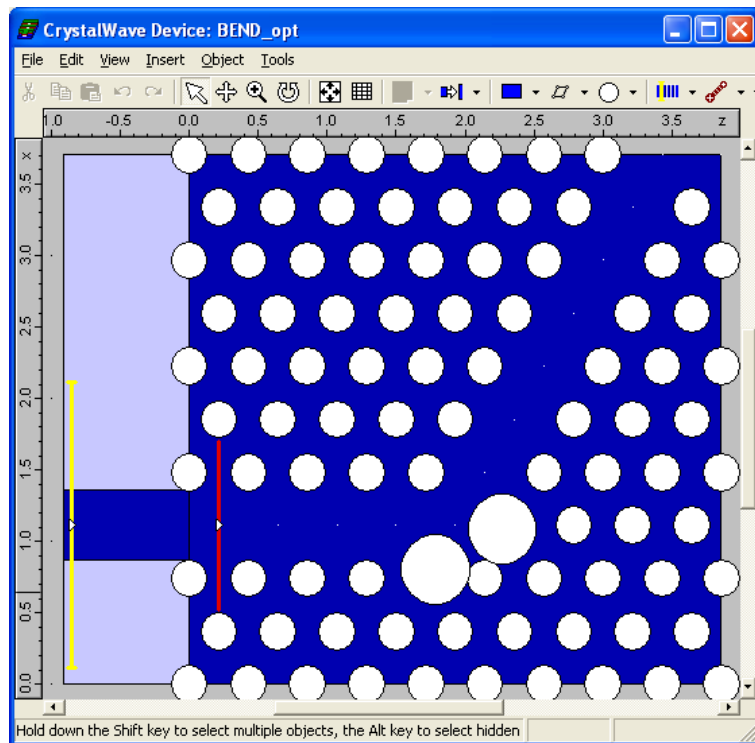 CrystalWave Device: BEND_opt
File Edit View Insert Object Tools
1.0 -0.5 0.0 0.5 1.0 1.5 2.0 2.5 3.0 3.5 z
x
3.5
3.0
2.5
2.0
1.5
1.0
0.5
0.0
Hold down the Shift key to select multiple objects, the Alt key to select hidden